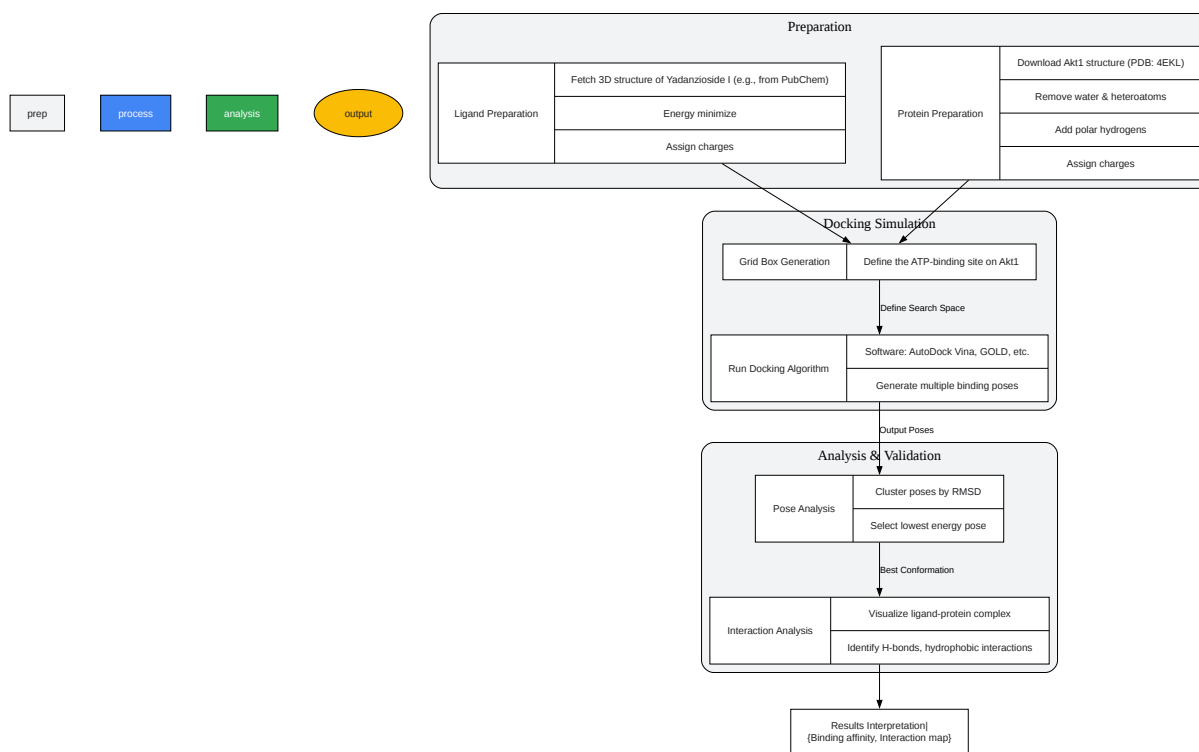 prep
process
analysis
output
Preparation
Ligand Preparation
Fetch 3D structure of Yadanzioside I (e.g., from PubChem)
Energy minimize
Assign charges
Protein Preparation
Download Akt1 structure (PDB: 4EKL)
Remove water & heteroatoms
Add polar hydrogens
Assign charges
Docking Simulation
Grid Box Generation
Define the ATP-binding site on Akt1
Define Search Space
Run Docking Algorithm
Software: AutoDock Vina, GOLD, etc.
Generate multiple binding poses
Output Poses
Analysis & Validation
Pose Analysis
Cluster poses by RMSD
Select lowest energy pose
Best Conformation
Interaction Analysis
Visualize ligand-protein complex
Identify H-bonds, hydrophobic interactions
Results Interpretation|
{Binding affinity, Interaction map}